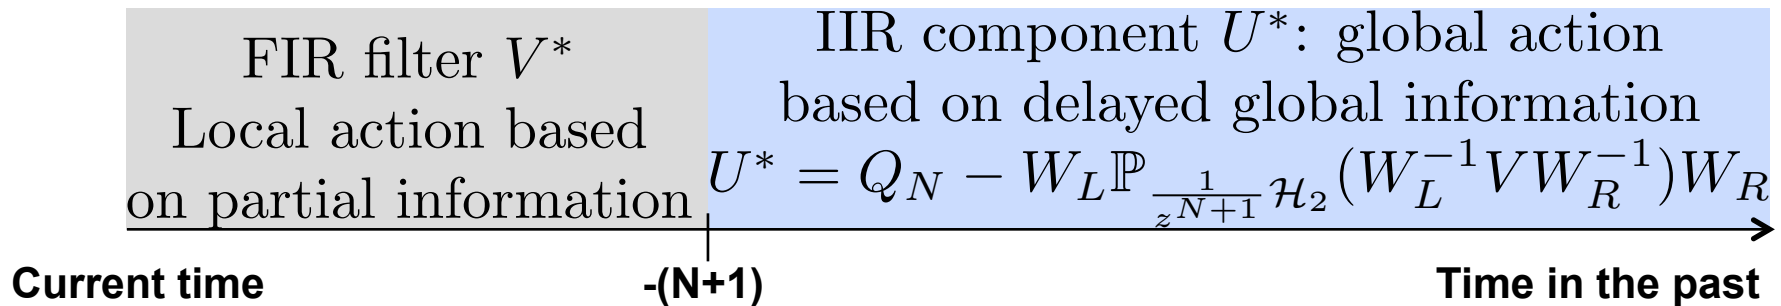 FIR filter V*
Local action based
on partial information
IIR component U*: global action
based on delayed global information
U* = Q_N − W_L ℙ_{\frac{1}{z^{N+1}} ℋ_2}(W_L^{-1} V W_R^{-1}) W_R
Current time
-(N+1)
Time in the past